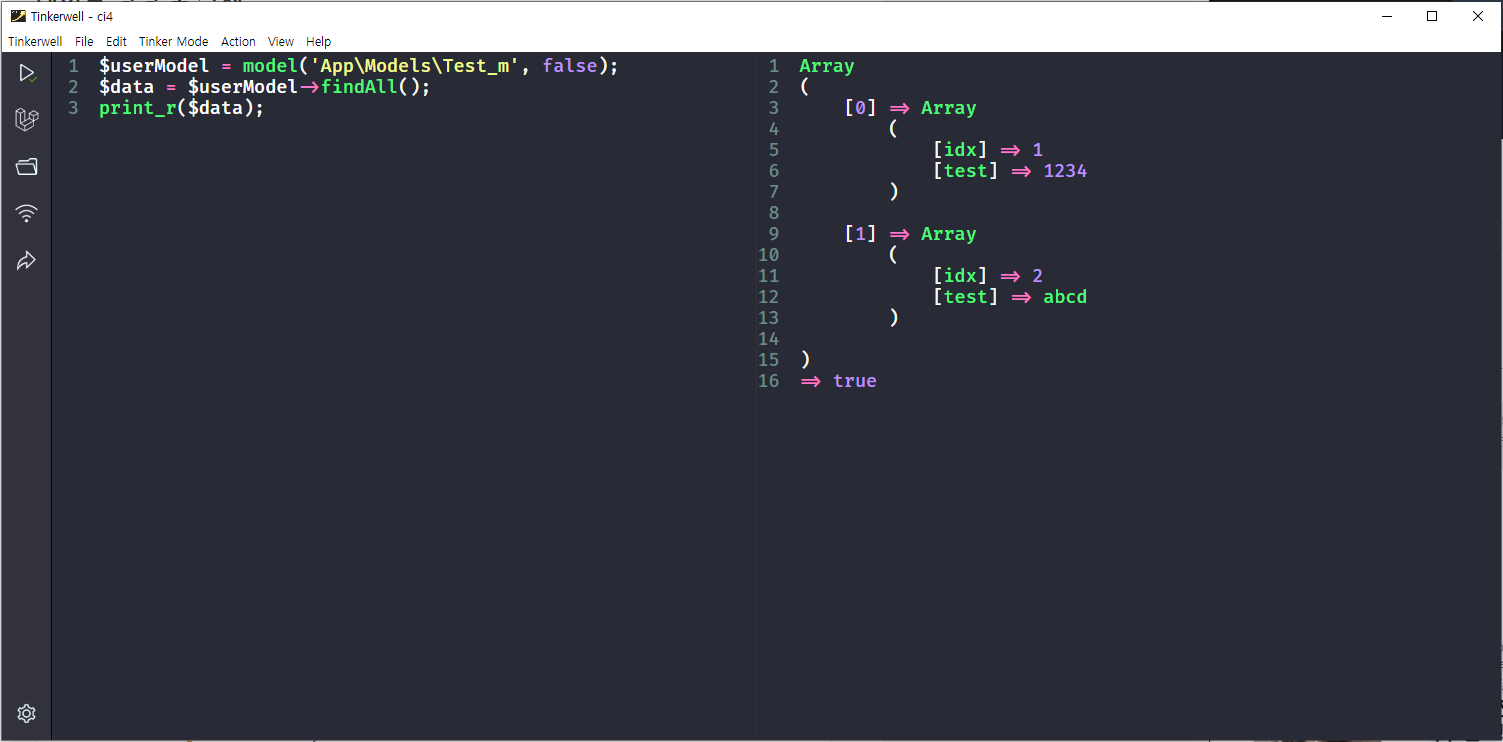 Tinkerwell - ci4
Tinkerwell File Edit Tinker Mode Action View Help
1 $userModel = model('App\Models\Test_m', false);
2 $data = $userModel->findAll();
3 print_r($data);
1 Array
2 (
3 [0] => Array
4 (
5 [idx] => 1
6 [test] => 1234
7 )
8
9 [1] => Array
10 (
11 [idx] => 2
12 [test] => abcd
13 )
14
15 )
16 => true